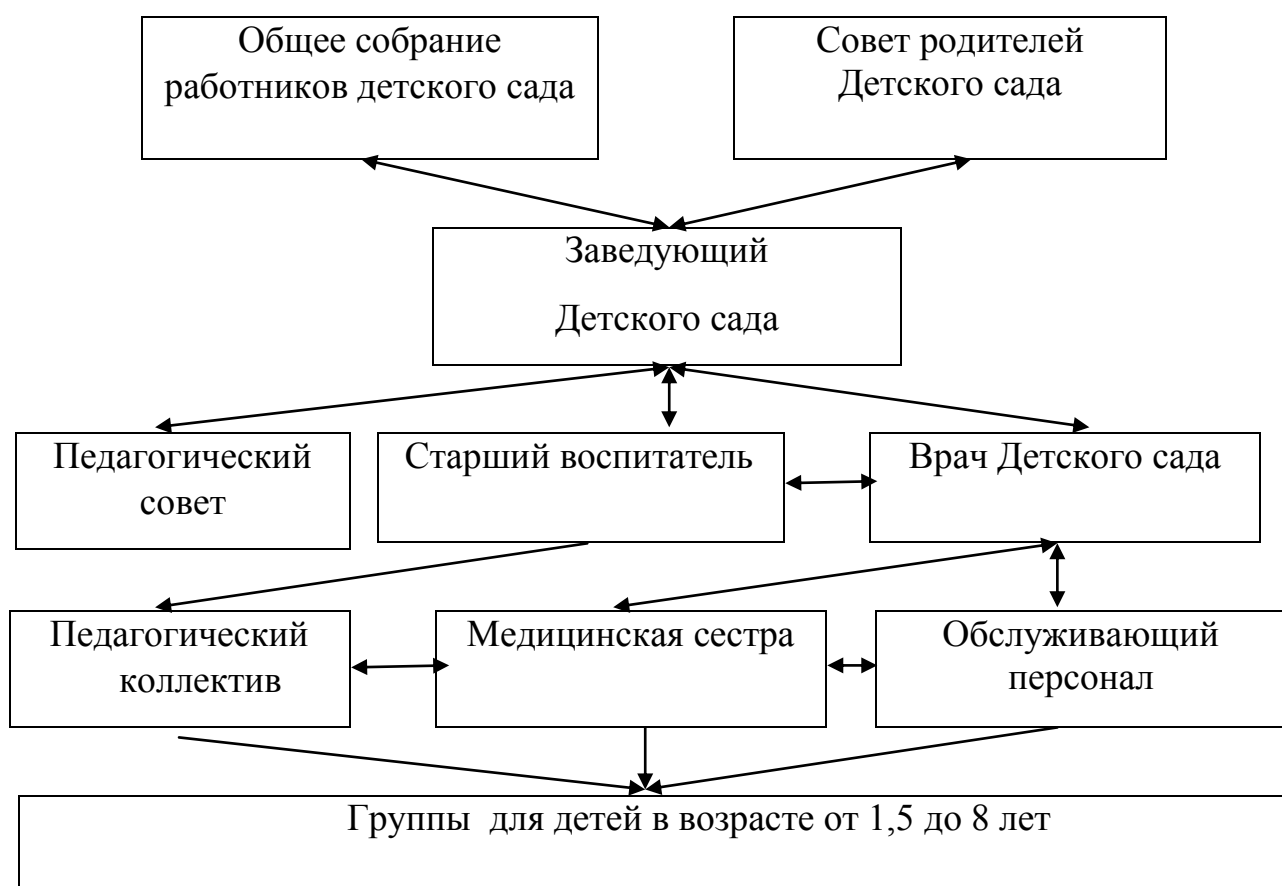 Общее собрание
работников детского сада
Совет родителей
Детского сада
Заведующий
Детского сада
Педагогический
совет
Старший воспитатель
Врач Детского сада
Педагогический
коллектив
Медицинская сестра
Обслуживающий
персонал
Группы для детей в возрасте от 1,5 до 8 лет